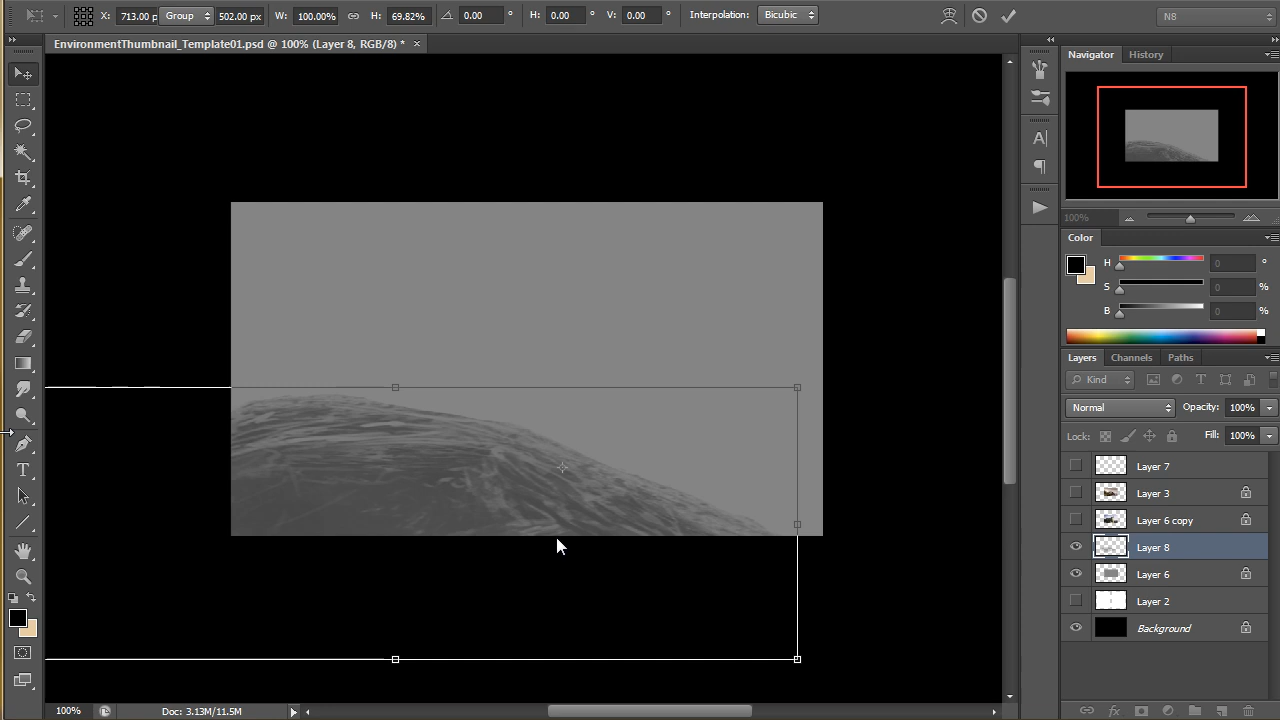 X: 713.00 p Group 502.00 px W: 100.00% H: 69.82% 0.00 ° H: 0.00 ° V: 0.00 ° Interpolation: Bicubic N8
EnvironmentThumbnail_Template01.psd @ 100% (Layer 8, RGB/8) * ×
Navigator History
100%
Color
H 0 °
S 0 %
B 0 %
Layers Channels Paths
Kind
Normal Opacity: 100%
Lock: Fill: 100%
Layer 7
Layer 3
Layer 6 copy
Layer 8
Layer 6
Layer 2
Background
100% Doc: 3.13M/11.5M